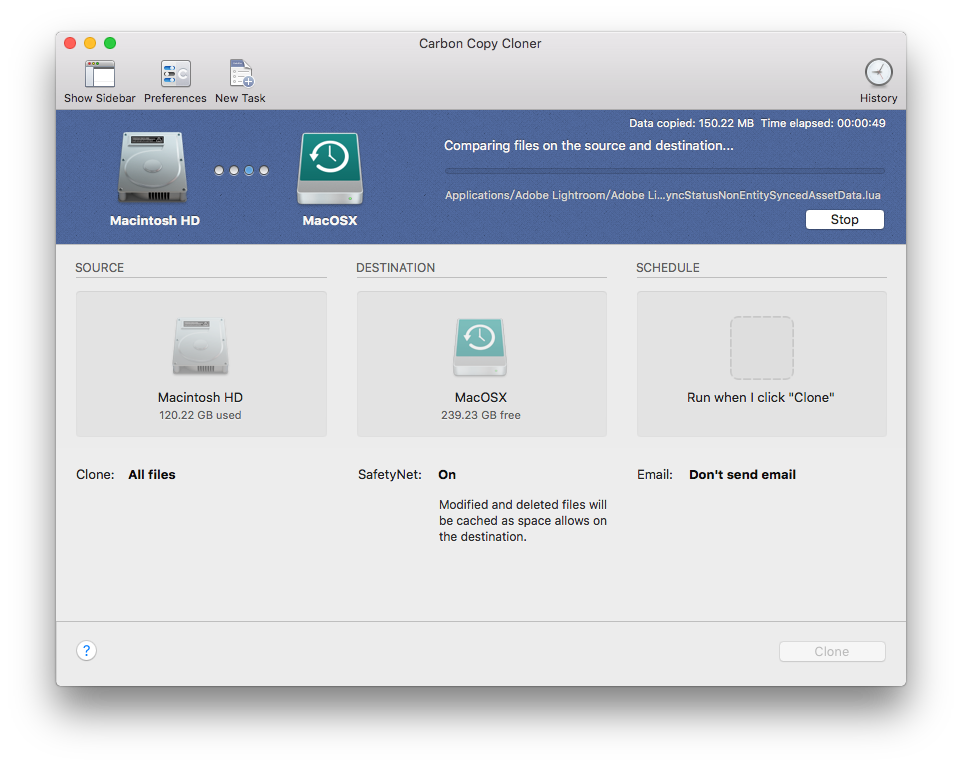 Carbon Copy Cloner
Show Sidebar Preferences New Task History
Data copied: 150.22 MB Time elapsed: 00:00:49
Comparing files on the source and destination...
Applications/Adobe Lightroom/Adobe Li...yncStatusNonEntitySyncedAssetData.lua
Macintosh HD MacOSX
Stop
SOURCE DESTINATION SCHEDULE
Macintosh HD MacOSX Run when I click "Clone"
120.22 GB used 239.23 GB free
Clone: All files SafetyNet: On Email: Don't send email
Modified and deleted files will
be cached as space allows on
the destination.
? Clone